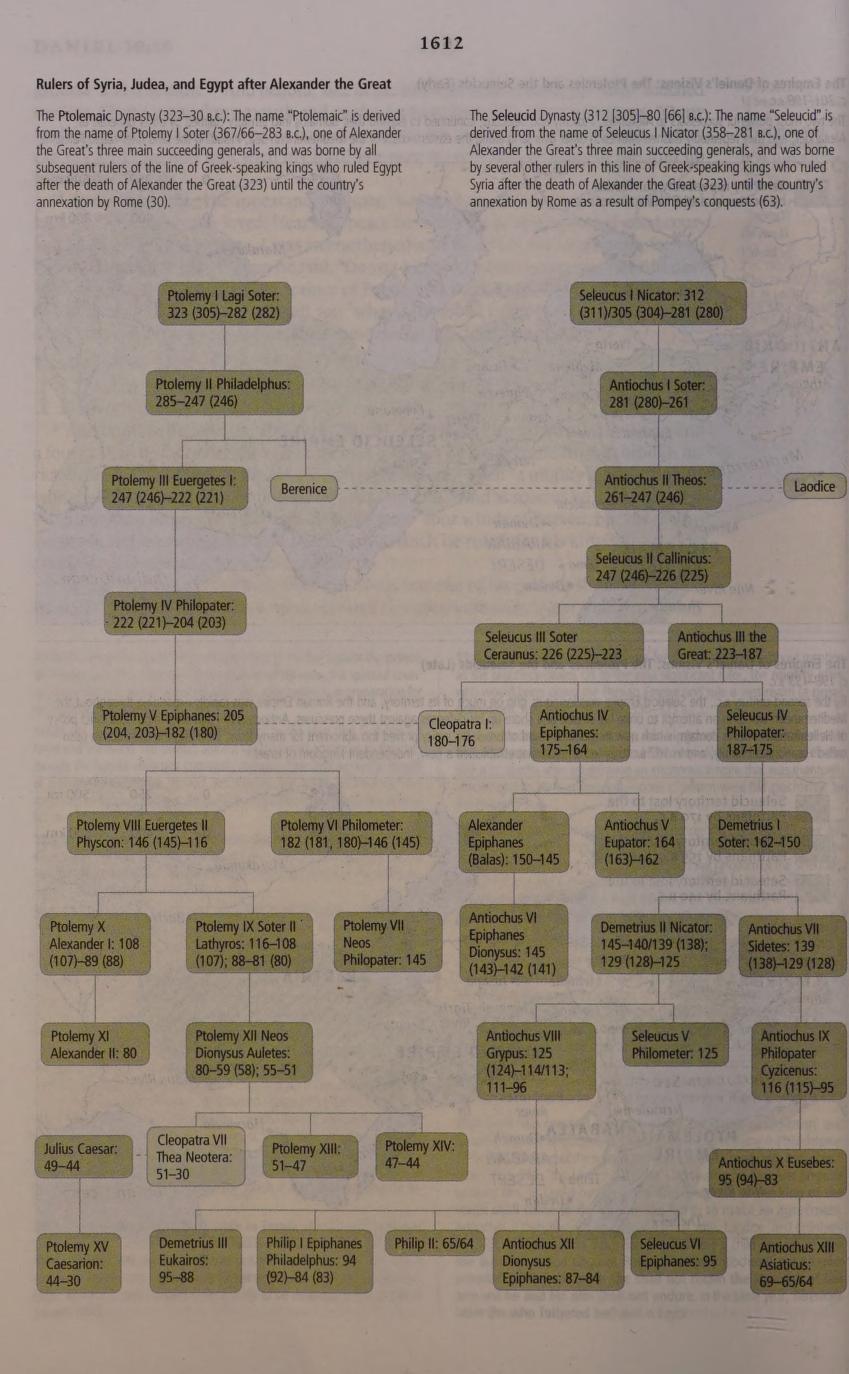 1612
Rulers of Syria, Judea, and Egypt after Alexander the Great
The Ptolemaic Dynasty (323–30 B.C.): The name “Ptolemaic” is derived
from the name of Ptolemy I Soter (367/66–283 B.C.), one of Alexander
the Great's three main succeeding generals, and was borne by all
subsequent rulers of the line of Greek-speaking kings who ruled Egypt
after the death of Alexander the Great (323) until the country's
annexation by Rome (30).
The Seleucid Dynasty (312 [305]–80 [66] B.C.): The name “Seleucid” is
derived from the name of Seleucus I Nicator (358–281 B.C.), one of
Alexander the Great's three main succeeding generals, and was borne
by several other rulers in this line of Greek-speaking kings who ruled
Syria after the death of Alexander the Great (323) until the country's
annexation by Rome as a result of Pompey's conquests (63).
Ptolemy I Lagi Soter:
323 (305)–282 (282)
Seleucus I Nicator: 312
(311)/305 (304)–281 (280)
Ptolemy II Philadelphus:
285–247 (246)
Antiochus I Soter:
281 (280)–261
Ptolemy III Euergetes I:
247 (246)–222 (221)
Berenice
Antiochus II Theos:
261–247 (246)
Laodice
Seleucus II Callinicus:
247 (246)–226 (225)
Ptolemy IV Philopater:
222 (221)–204 (203)
Seleucus III Soter
Ceraunus: 226 (225)–223
Antiochus III the
Great: 223–187
Ptolemy V Epiphanes: 205
(204, 203)–182 (180)
Cleopatra I:
180–176
Antiochus IV
Epiphanes:
175–164
Seleucus IV
Philopater:
187–175
Ptolemy VIII Euergetes II
Physcon: 146 (145)–116
Ptolemy VI Philometer:
182 (181, 180)–146 (145)
Alexander
Epiphanes
(Balas): 150–145
Antiochus V
Eupator: 164
(163)–162
Demetrius I
Soter: 162–150
Ptolemy X
Alexander I: 108
(107)–89 (88)
Ptolemy IX Soter II
Lathyros: 116–108
(107); 88–81 (80)
Ptolemy VII
Neos
Philopater: 145
Antiochus VI
Epiphanes
Dionysus: 145
(143)–142 (141)
Demetrius II Nicator:
145–140/139 (138);
129 (128)–125
Antiochus VII
Sidetes: 139
(138)–129 (128)
Ptolemy XI
Alexander II: 80
Ptolemy XII Neos
Dionysus Auletes:
80–59 (58); 55–51
Antiochus VIII
Grypus: 125
(124)–114/113;
111–96
Seleucus V
Philometer: 125
Antiochus IX
Philopater
Cyzicenus:
116 (115)–95
Julius Caesar:
49–44
Cleopatra VII
Thea Neotera:
51–30
Ptolemy XIII:
51–47
Ptolemy XIV:
47–44
Antiochus X Eusebes:
95 (94)–83
Ptolemy XV
Caesarion:
44–30
Demetrius III
Eukairos:
95–88
Philip I Epiphanes
Philadelphus: 94
(92)–84 (83)
Philip II: 65/64
Antiochus XII
Dionysus
Epiphanes: 87–84
Seleucus VI
Epiphanes: 95
Antiochus XIII
Asiaticus:
69–65/64